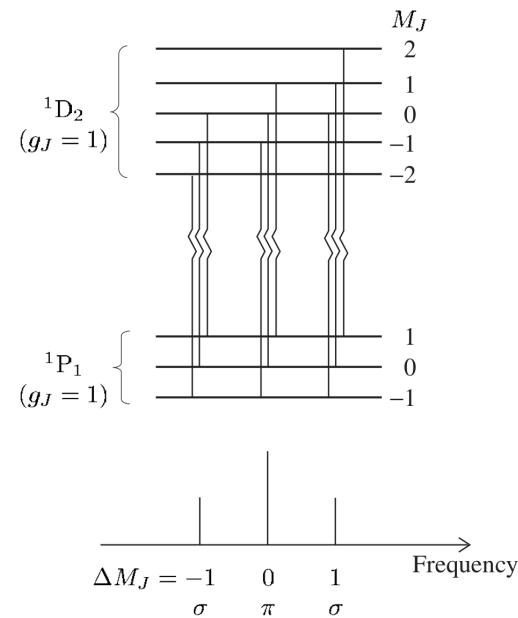 M_J
2
1
0
−1
−2
¹D₂
(g_J = 1)
1
0
−1
¹P₁
(g_J = 1)
Frequency
ΔM_J = −1 0 1
σ π σ